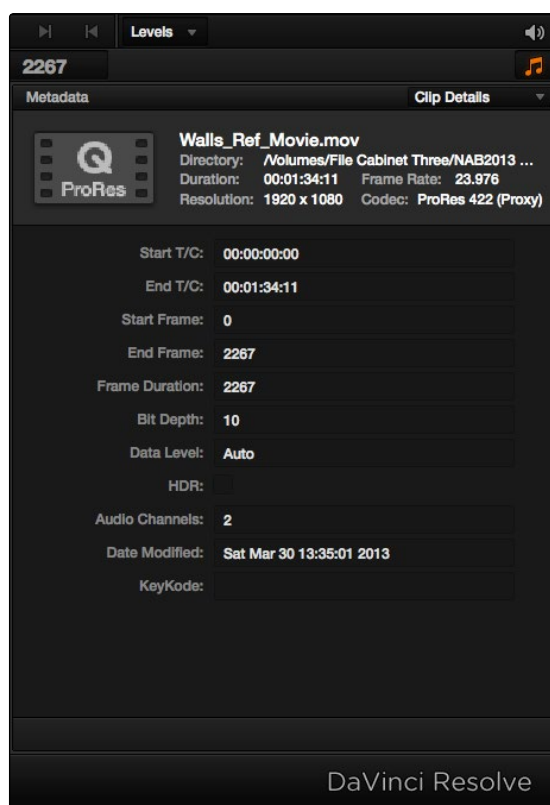 Levels
2267
Metadata Clip Details
Q
ProRes
Walls_Ref_Movie.mov
Directory: /Volumes/File Cabinet Three/NAB2013 ...
Duration: 00:01:34:11 Frame Rate: 23.976
Resolution: 1920 x 1080 Codec: ProRes 422 (Proxy)
Start T/C: 00:00:00:00
End T/C: 00:01:34:11
Start Frame: 0
End Frame: 2267
Frame Duration: 2267
Bit Depth: 10
Data Level: Auto
HDR:
Audio Channels: 2
Date Modified: Sat Mar 30 13:35:01 2013
KeyKode:
DaVinci Resolve